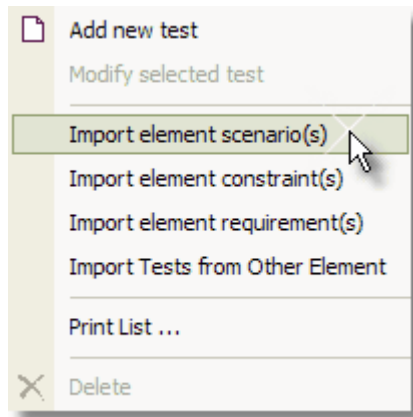 Add new test
Modify selected test
Import element scenario(s)
Import element constraint(s)
Import element requirement(s)
Import Tests from Other Element
Print List ...
Delete